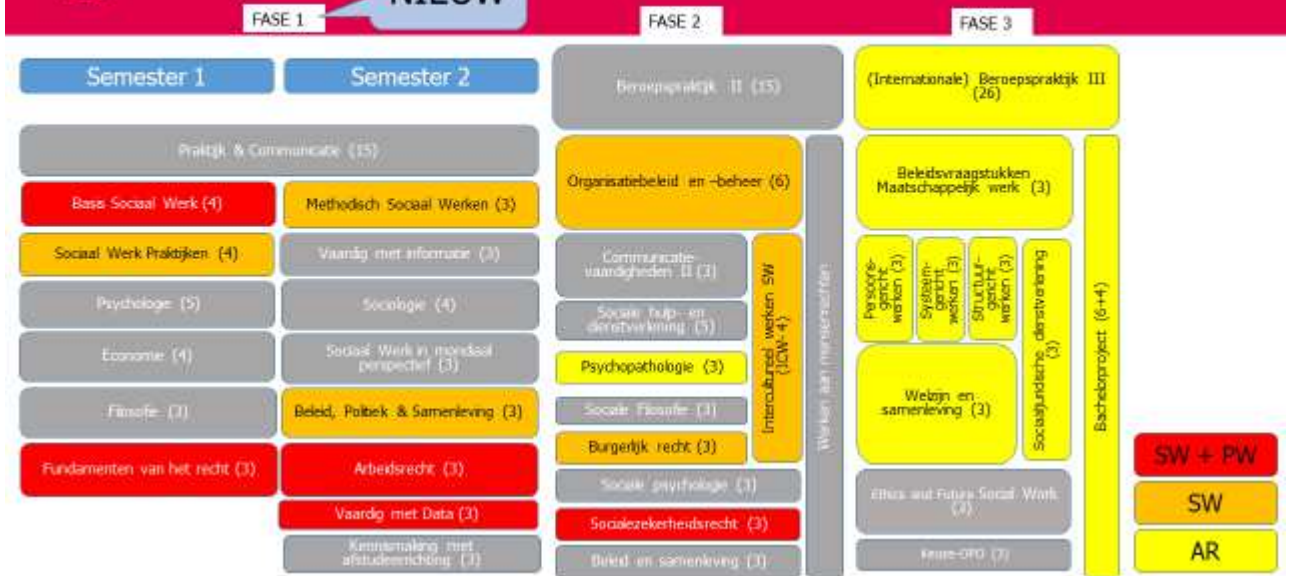 NIEUW
FASE 1
FASE 2
FASE 3
Semester 1
Semester 2
Beroepspraktijk II (15)
(Internationale) Beroepspraktijk III
(26)
Praktijk & Communicatie (15)
Basis Sociaal Werk (4)
Methodisch Sociaal Werken (3)
Organisatiebeleid en -beheer (6)
Beleidsvraagstukken
Maatschappelijk werk (3)
Sociaal Werk Praktijken (4)
Vaardig met informatie (3)
Communicatie-
vaardigheden II (3)
Intercultureel werken SW
(ICW- 4)
Werken aan mensenrechten
Persoons-
gericht
werken (3)
Systeem-
gericht
werken (3)
Structuur-
gericht
werken (3)
Sociaaljuridische dienstverlening
(3)
Bachelorproject (6+4)
Psychologie (5)
Sociologie (4)
Sociale hulp- en
dienstverlening (5)
Economie (4)
Sociaal Werk in mondiaal
perspectief (3)
Psychopathologie (3)
Welzijn en
samenleving (3)
Filosofie (3)
Beleid, Politiek & Samenleving (3)
Sociale Filosofie (3)
Burgerlijk recht (3)
Fundamenten van het recht (3)
Arbeidsrecht (3)
Sociale psychologie (3)
Ethics and Future Social Work
(3)
Vaardig met Data (3)
Socialezekerheidsrecht (3)
Kennismaking met
afstudeerrichting (3)
Beleid en samenleving (3)
Keuze-OPO (3)
SW + PW
SW
AR